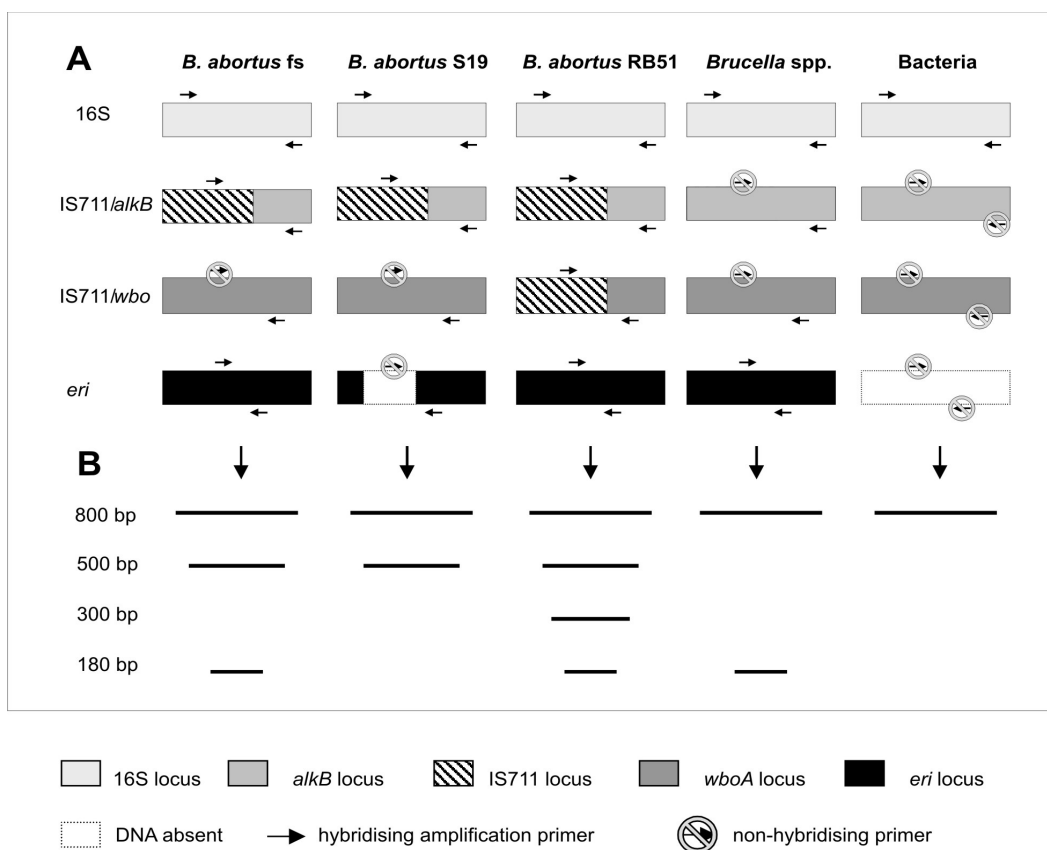 A
B. abortus fs B. abortus S19 B. abortus RB51 Brucella spp. Bacteria
16S
IS711/alkB
IS711/wbo
eri
B
800 bp
500 bp
300 bp
180 bp
16S locus alkB locus IS711 locus wboA locus eri locus
DNA absent hybridising amplification primer non-hybridising primer